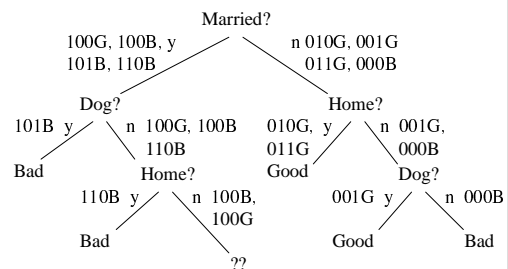 Married?
100G, 100B, y
101B, 110B
n 010G, 001G
011G, 000B
Dog?
Home?
101B y
n 100G, 100B
110B
010G, y
011G
n 001G,
000B
Bad
Home?
Good
Dog?
110B y
n 100B,
100G
001G y
n 000B
Bad
??
Good
Bad